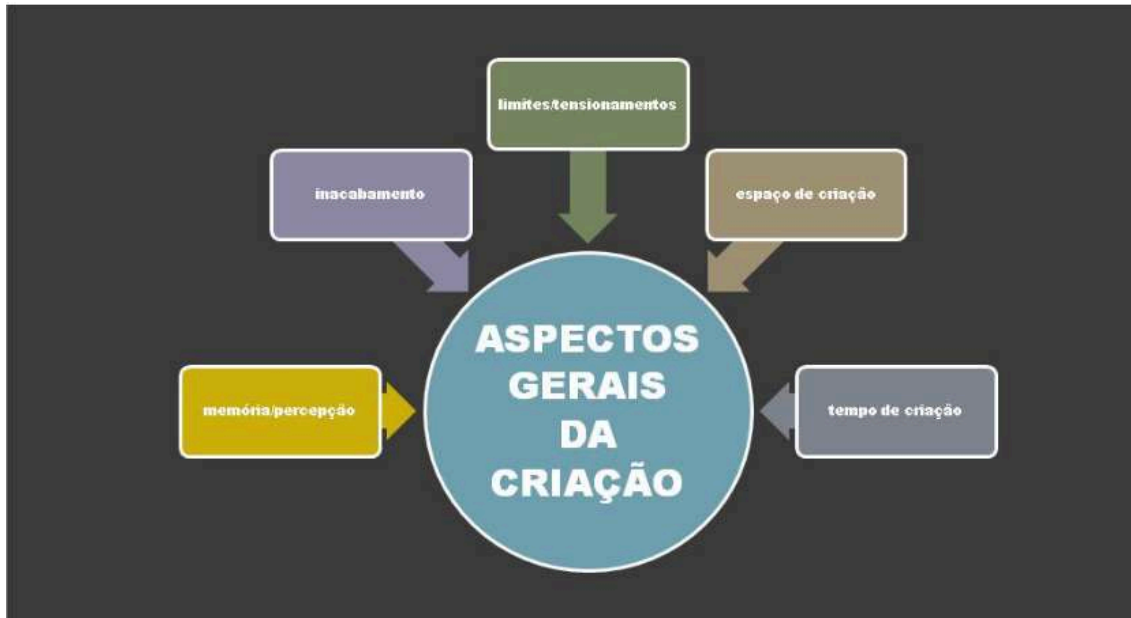 limites/tensionamentos
inacabamento
espaço de criação
ASPECTOS
GERAIS
DA
CRIAÇÃO
memória/percepção
tempo de criação